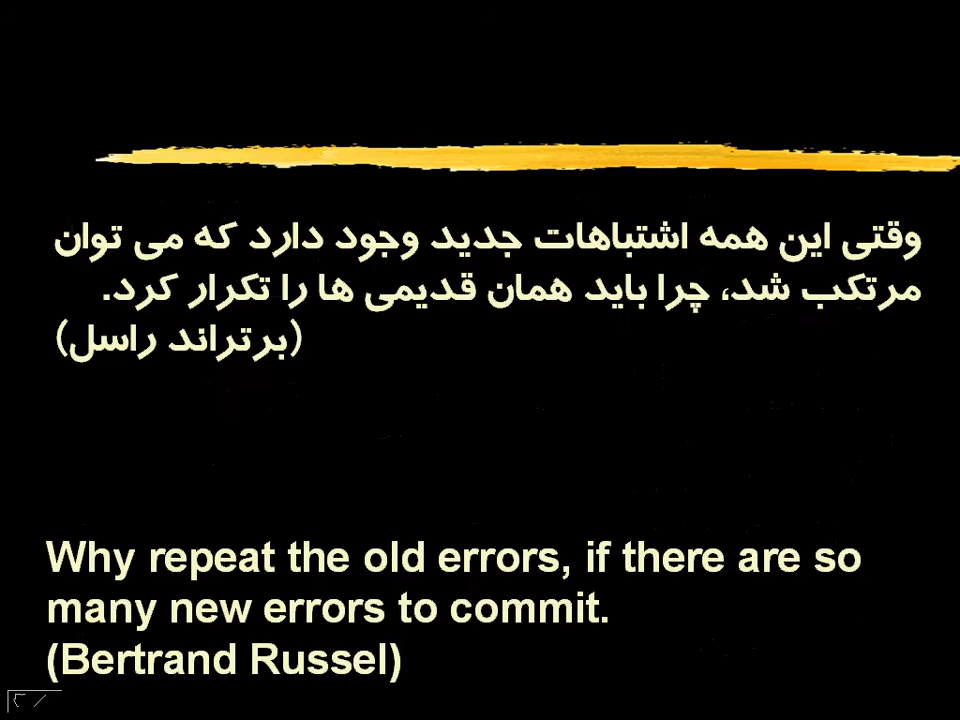 وقتی این همه اشتباهات جدید وجود دارد که می توان
مرتکب شد، چرا باید همان قدیمی ها را تکرار کرد.
(برتراند راسل)
Why repeat the old errors, if there are so
many new errors to commit.
(Bertrand Russel)